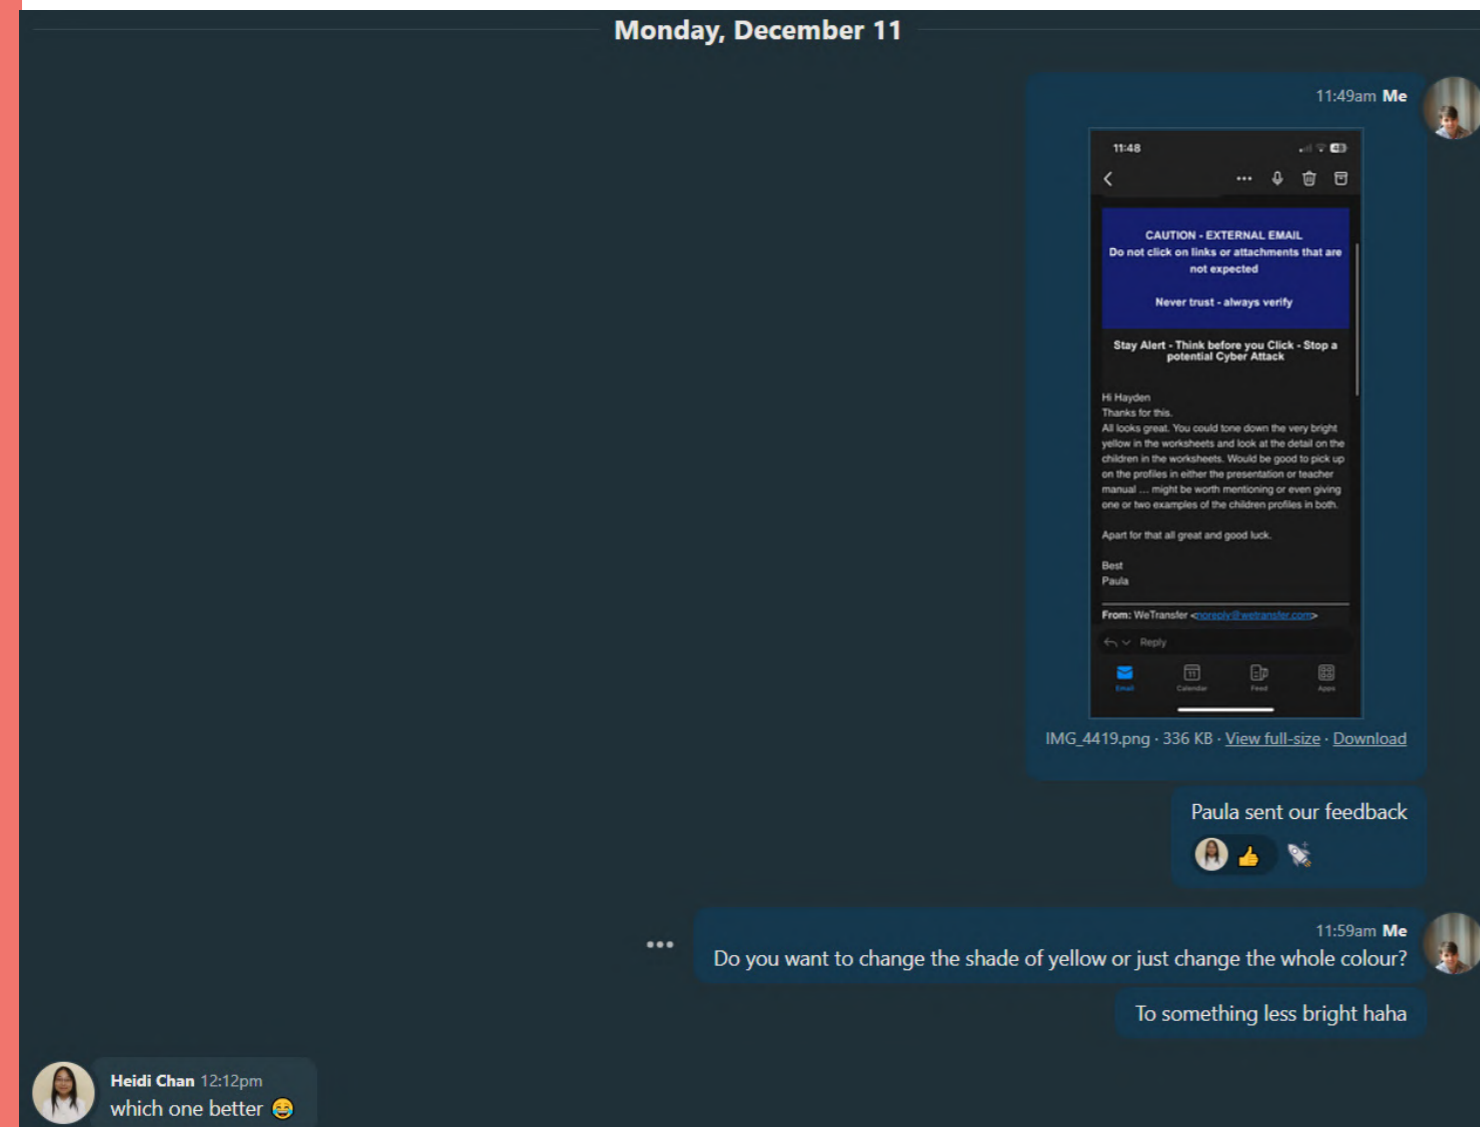 Monday, December 11
11:49am Me
11:48
CAUTION - EXTERNAL EMAIL
Do not click on links or attachments that are
not expected
Never trust - always verify
Stay Alert - Think before you Click - Stop a
potential Cyber Attack
Hi Hayden
Thanks for this.
All looks great. You could tone down the very bright
yellow in the worksheets and look at the detail on the
children in the worksheets. Would be good to pick up
on the profiles in either the presentation or teacher
manual ... might be worth mentioning or even giving
one or two examples of the children profiles in both.
Apart for that all great and good luck.
Best
Paula
From: WeTransfer <noreply@wetransfer.com>
Reply
Email Calendar Feed Apps
IMG_4419.png · 336 KB · View full-size · Download
Paula sent our feedback
11:59am Me
Do you want to change the shade of yellow or just change the whole colour?
To something less bright haha
Heidi Chan 12:12pm
which one better 😂